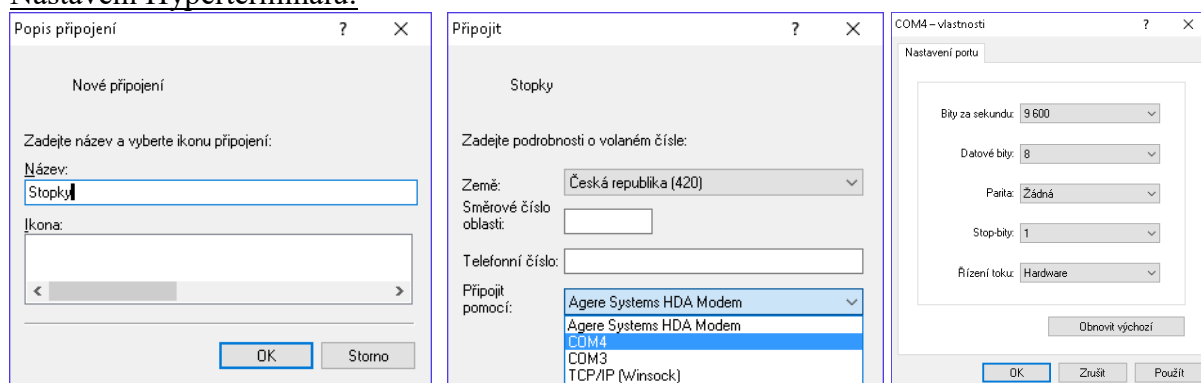 Nastavení Hyperterminálu:
Popis připojení ? ×
Nové připojení
Zadejte název a vyberte ikonu připojení:
Název:
Stopky
Ikona:
OK Storno
Připojit ? ×
Stopky
Zadejte podrobnosti o volaném čísle:
Země: Česká republika (420)
Směrové číslo
oblasti:
Telefonní číslo:
Připojit
pomocí: Agere Systems HDA Modem
Agere Systems HDA Modem
COM4
COM3
TCP/IP (Winsock)
COM4 – vlastnosti ? ×
Nastavení portu
Bity za sekundu: 9 600
Datové bity: 8
Parita: Žádná
Stop-bity: 1
Řízení toku: Hardware
Obnovit výchozí
OK Zrušit Použít